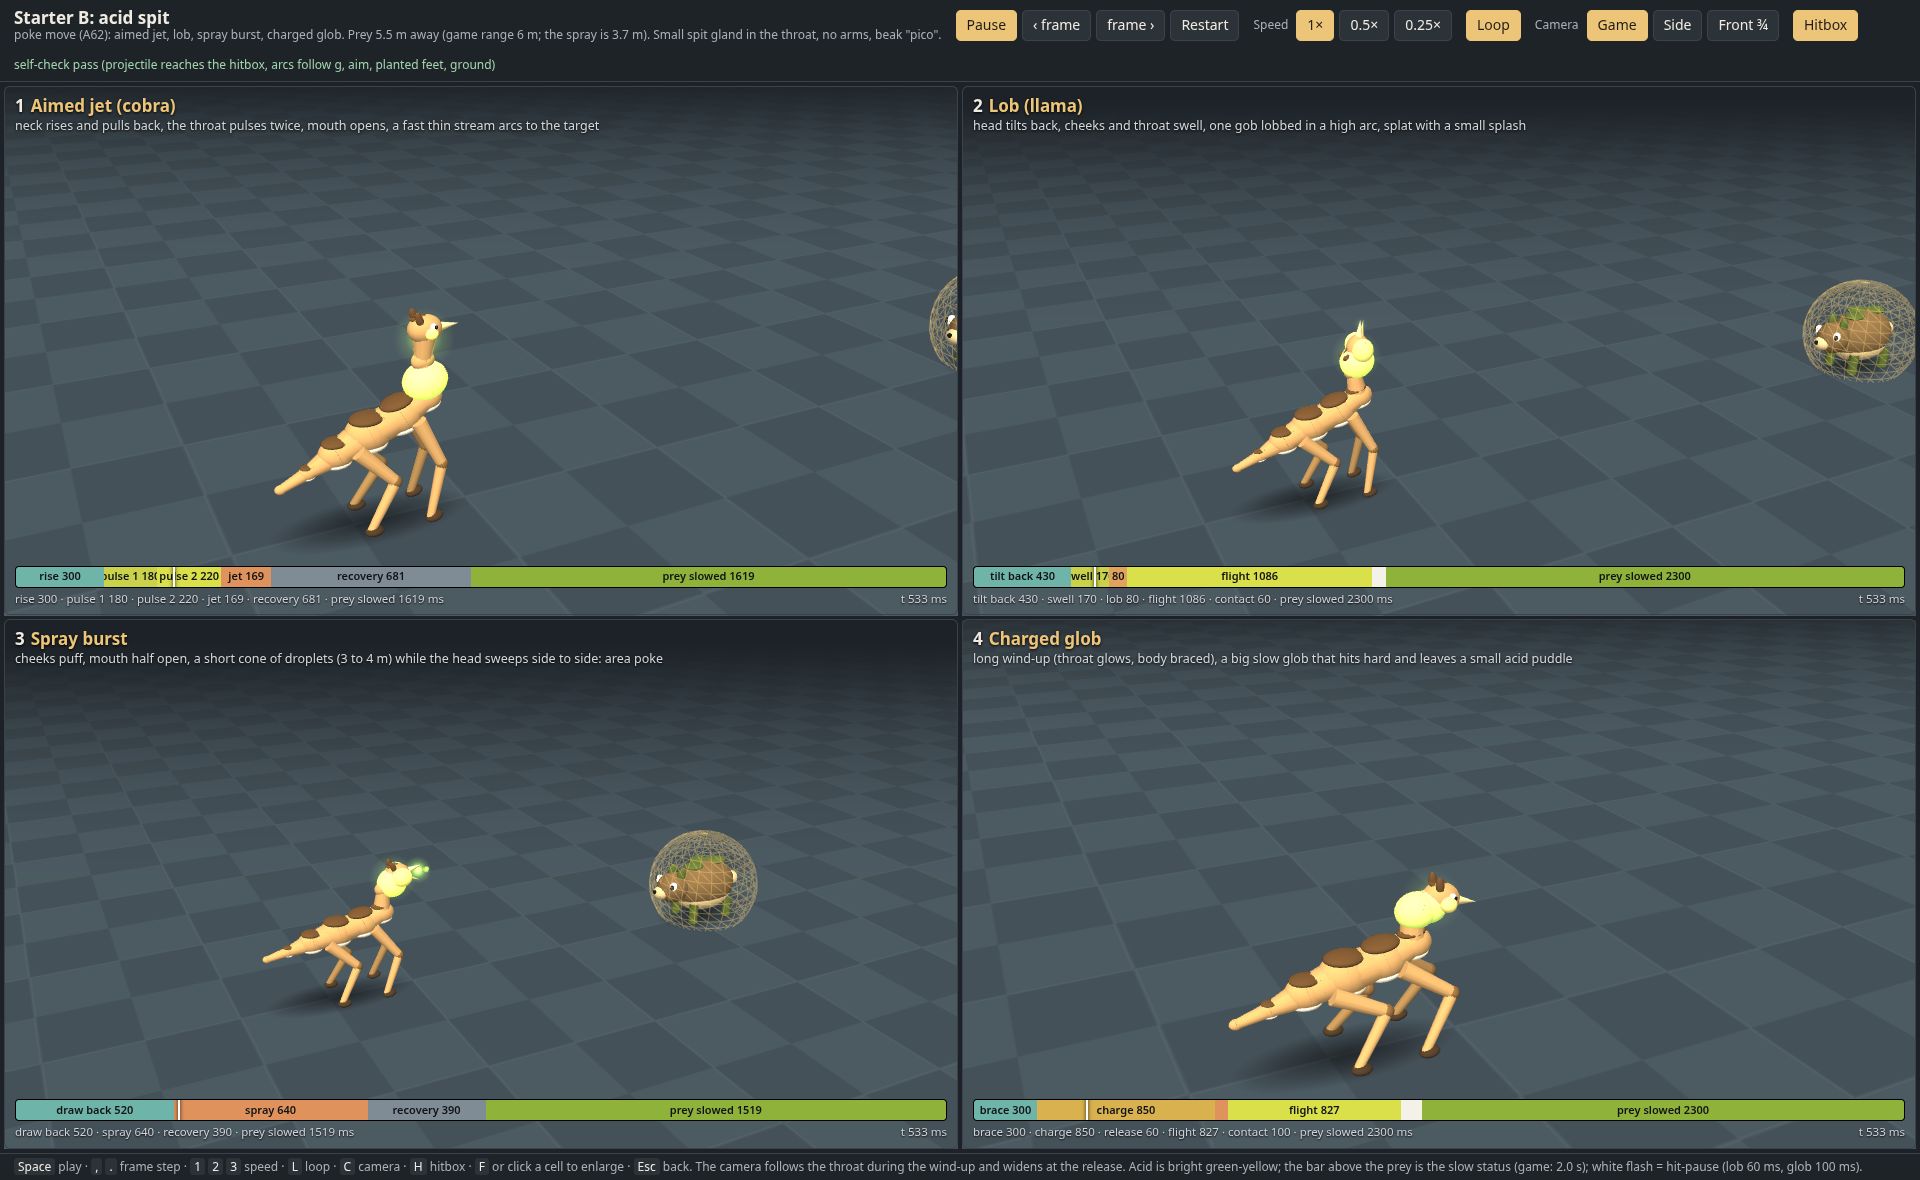 Starter B: acid spit
poke move (A62): aimed jet, lob, spray burst, charged glob. Prey 5.5 m away (game range 6 m; the spray is 3.7 m). Small spit gland in the throat, no arms, beak "pico".
Pause ‹ frame frame › Restart Speed 1× 0.5× 0.25× Loop Camera Game Side Front ¾ Hitbox
self-check pass (projectile reaches the hitbox, arcs follow g, aim, planted feet, ground)
1 Aimed jet (cobra)
neck rises and pulls back, the throat pulses twice, mouth opens, a fast thin stream arcs to the target
rise 300 pulse 1 180 pulse 2 220 jet 169 recovery 681 prey slowed 1619
rise 300 · pulse 1 180 · pulse 2 220 · jet 169 · recovery 681 · prey slowed 1619 ms t 533 ms
2 Lob (llama)
head tilts back, cheeks and throat swell, one gob lobbed in a high arc, splat with a small splash
tilt back 430 well 17 80 flight 1086 prey slowed 2300
tilt back 430 · swell 170 · lob 80 · flight 1086 · contact 60 · prey slowed 2300 ms t 533 ms
3 Spray burst
cheeks puff, mouth half open, a short cone of droplets (3 to 4 m) while the head sweeps side to side: area poke
draw back 520 spray 640 recovery 390 prey slowed 1519
draw back 520 · spray 640 · recovery 390 · prey slowed 1519 ms t 533 ms
4 Charged glob
long wind-up (throat glows, body braced), a big slow glob that hits hard and leaves a small acid puddle
brace 300 charge 850 flight 827 prey slowed 2300
brace 300 · charge 850 · release 60 · flight 827 · contact 100 · prey slowed 2300 ms t 533 ms
Space play · , . frame step · 1 2 3 speed · L loop · C camera · H hitbox · F or click a cell to enlarge · Esc back. The camera follows the throat during the wind-up and widens at the release. Acid is bright green-yellow; the bar above the prey is the slow status (game: 2.0 s); white flash = hit-pause (lob 60 ms, glob 100 ms).